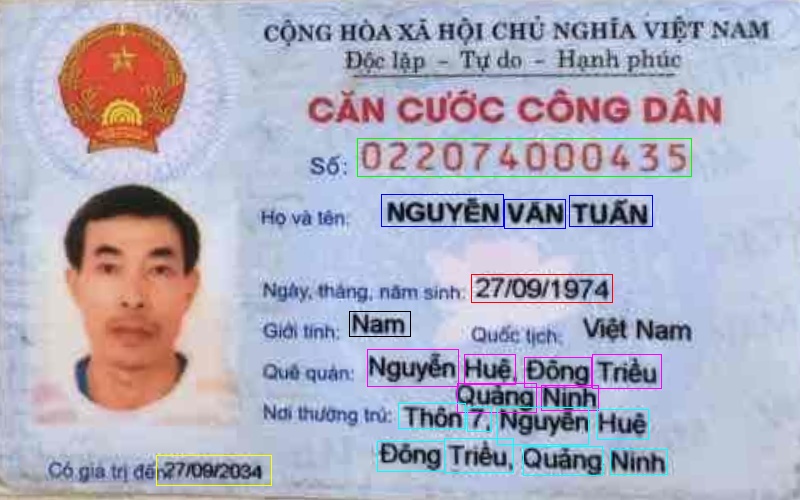 CỘNG HÒA XÃ HỘI CHỦ NGHĨA VIỆT NAM
Độc lập - Tự do - Hạnh phúc
CĂN CƯỚC CÔNG DÂN
Số: 022074000435
Họ và tên: NGUYỄN VĂN TUẤN
Ngày, tháng, năm sinh: 27/09/1974
Giới tính: Nam Quốc tịch: Việt Nam
Quê quán: Nguyễn Huệ, Đông Triều
Quảng Ninh
Nơi thường trú: Thôn 7, Nguyễn Huệ
Đông Triều, Quảng Ninh
Có giá trị đến 27/09/2034